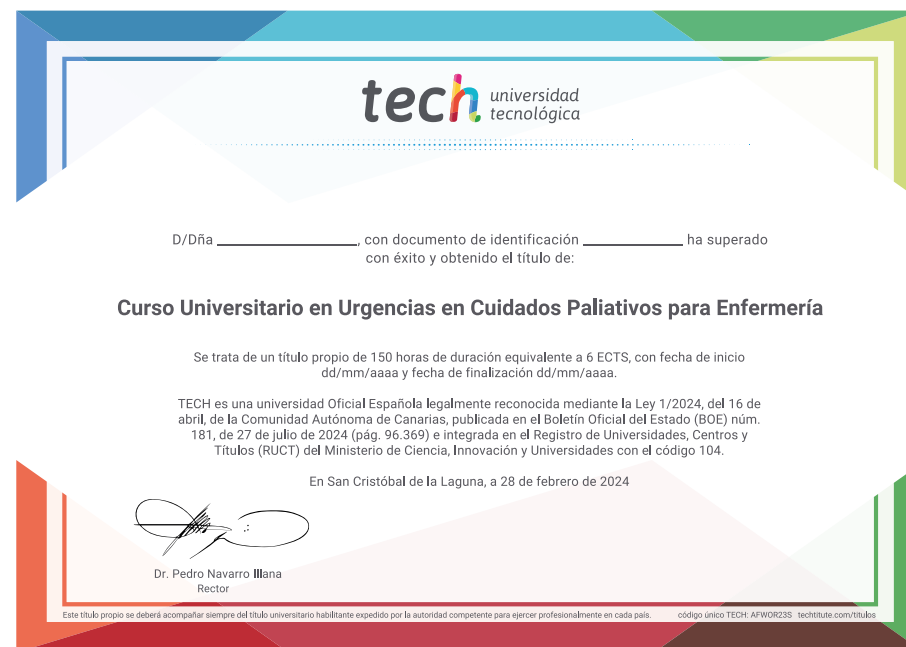 tech universidad
tecnológica
D/Dña ____________, con documento de identificación ____________ ha superado
con éxito y obtenido el título de:
Curso Universitario en Urgencias en Cuidados Paliativos para Enfermería
Se trata de un título propio de 150 horas de duración equivalente a 6 ECTS, con fecha de inicio
dd/mm/aaaa y fecha de finalización dd/mm/aaaa.
TECH es una universidad Oficial Española legalmente reconocida mediante la Ley 1/2024, del 16 de
abril, de la Comunidad Autónoma de Canarias, publicada en el Boletín Oficial del Estado (BOE) núm.
181, de 27 de julio de 2024 (pág. 96.369) e integrada en el Registro de Universidades, Centros y
Títulos (RUCT) del Ministerio de Ciencia, Innovación y Universidades con el código 104.
En San Cristóbal de la Laguna, a 28 de febrero de 2024
Dr. Pedro Navarro Illana
Rector
Este título propio se deberá acompañar siempre del título universitario habilitante expedido por la autoridad competente para ejercer profesionalmente en cada país. código único TECH: AFWOR23S techtitute.com/titulos